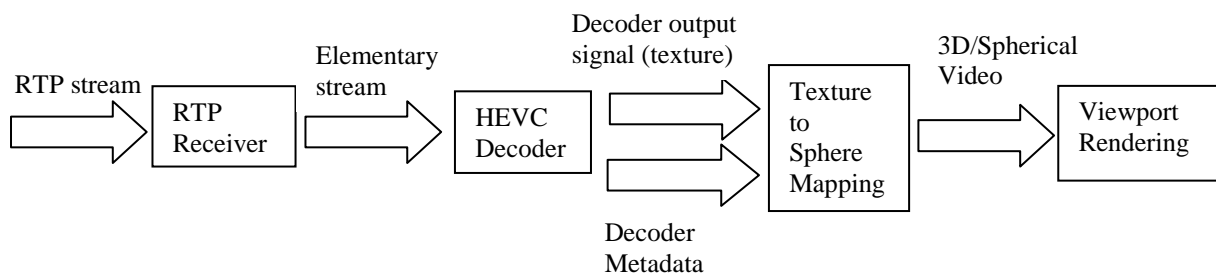 RTP stream
RTP
Receiver
Elementary
stream
HEVC
Decoder
Decoder output
signal (texture)
Decoder
Metadata
Texture
to
Sphere
Mapping
3D/Spherical
Video
Viewport
Rendering